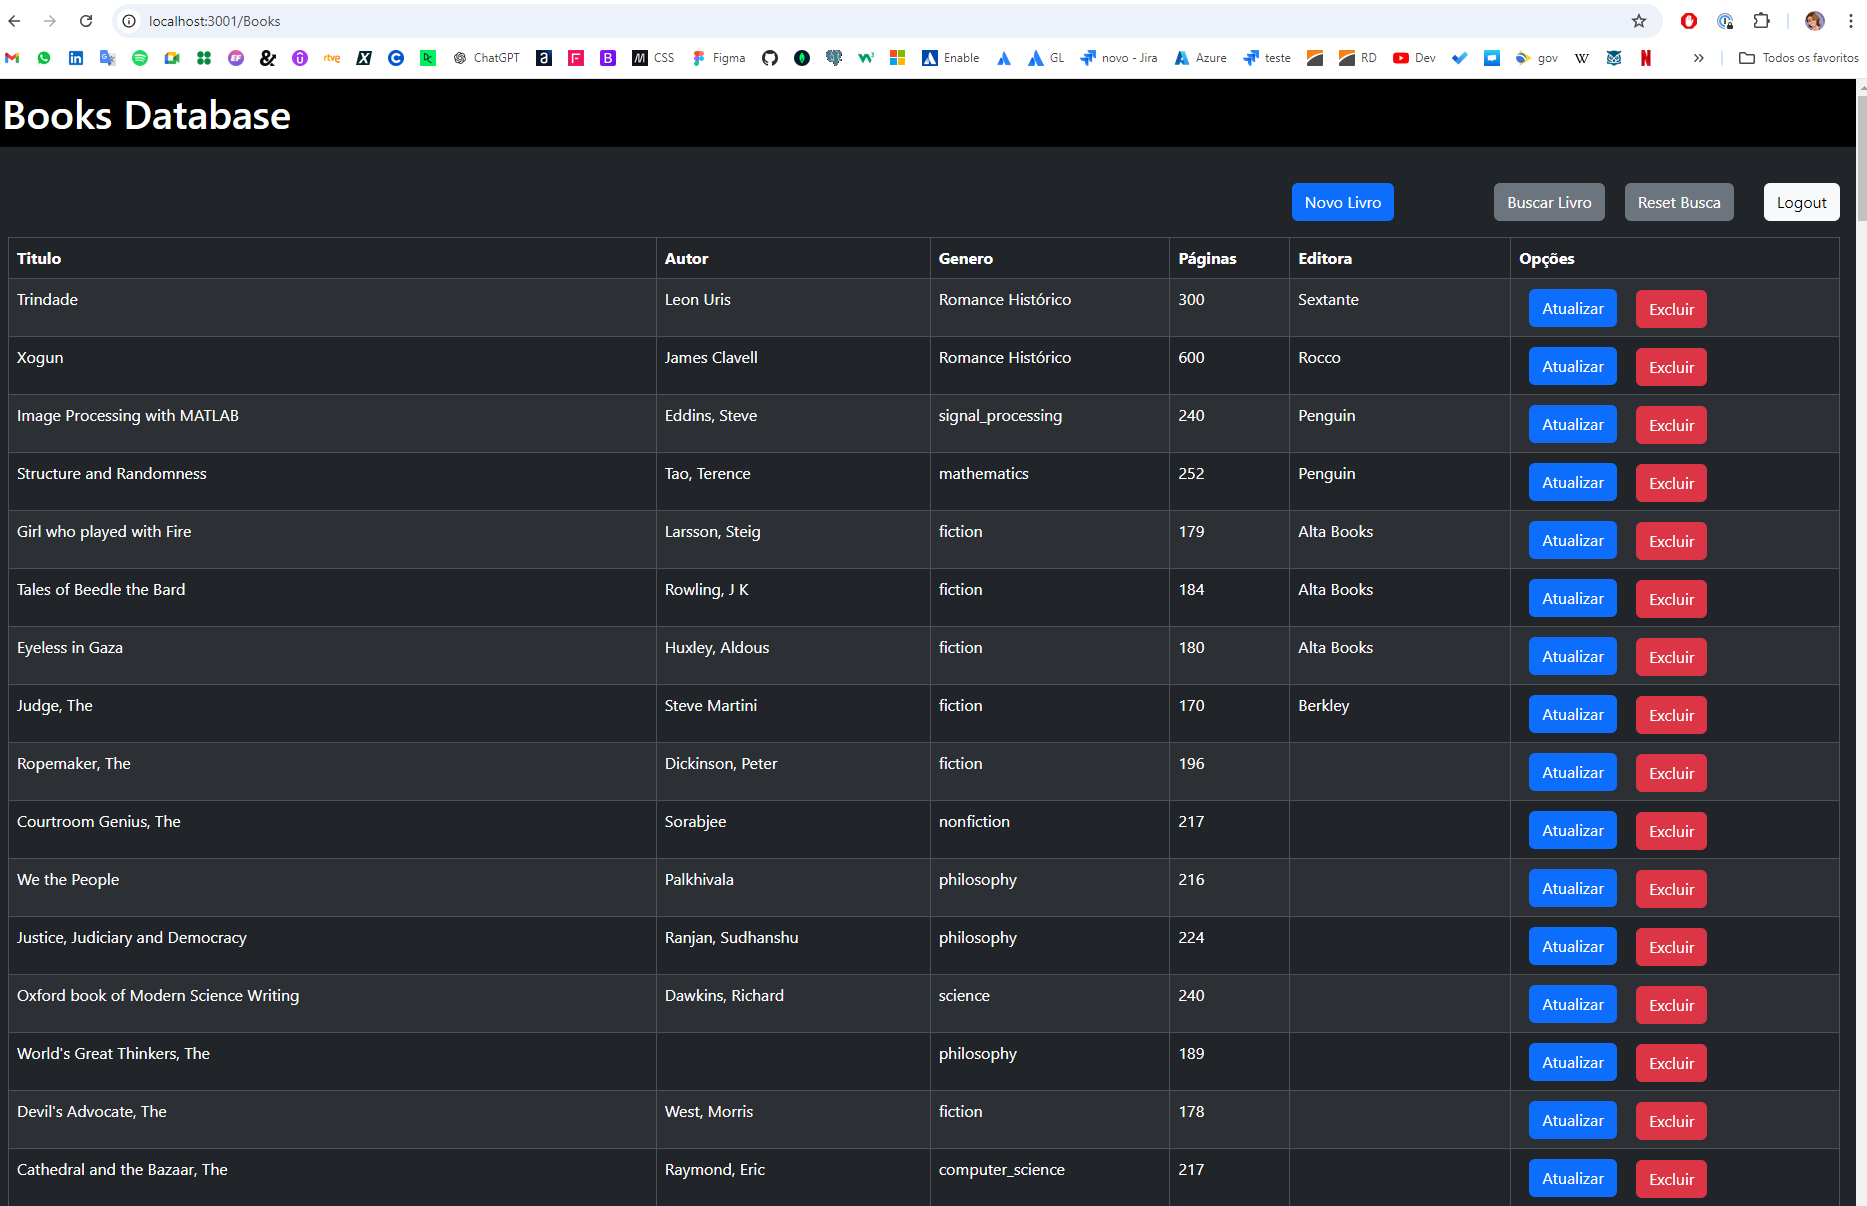 localhost:3001/Books
rtve ChatGPT CSS Figma Enable GL novo - Jira Azure teste RD Dev gov W » Todos os favoritos
Books Database
Novo Livro Buscar Livro Reset Busca Logout
Titulo Autor Genero Páginas Editora Opções
Trindade Leon Uris Romance Histórico 300 Sextante Atualizar Excluir
Xogun James Clavell Romance Histórico 600 Rocco Atualizar Excluir
Image Processing with MATLAB Eddins, Steve signal_processing 240 Penguin Atualizar Excluir
Structure and Randomness Tao, Terence mathematics 252 Penguin Atualizar Excluir
Girl who played with Fire Larsson, Steig fiction 179 Alta Books Atualizar Excluir
Tales of Beedle the Bard Rowling, J K fiction 184 Alta Books Atualizar Excluir
Eyeless in Gaza Huxley, Aldous fiction 180 Alta Books Atualizar Excluir
Judge, The Steve Martini fiction 170 Berkley Atualizar Excluir
Ropemaker, The Dickinson, Peter fiction 196 Atualizar Excluir
Courtroom Genius, The Sorabjee nonfiction 217 Atualizar Excluir
We the People Palkhivala philosophy 216 Atualizar Excluir
Justice, Judiciary and Democracy Ranjan, Sudhanshu philosophy 224 Atualizar Excluir
Oxford book of Modern Science Writing Dawkins, Richard science 240 Atualizar Excluir
World's Great Thinkers, The philosophy 189 Atualizar Excluir
Devil's Advocate, The West, Morris fiction 178 Atualizar Excluir
Cathedral and the Bazaar, The Raymond, Eric computer_science 217 Atualizar Excluir